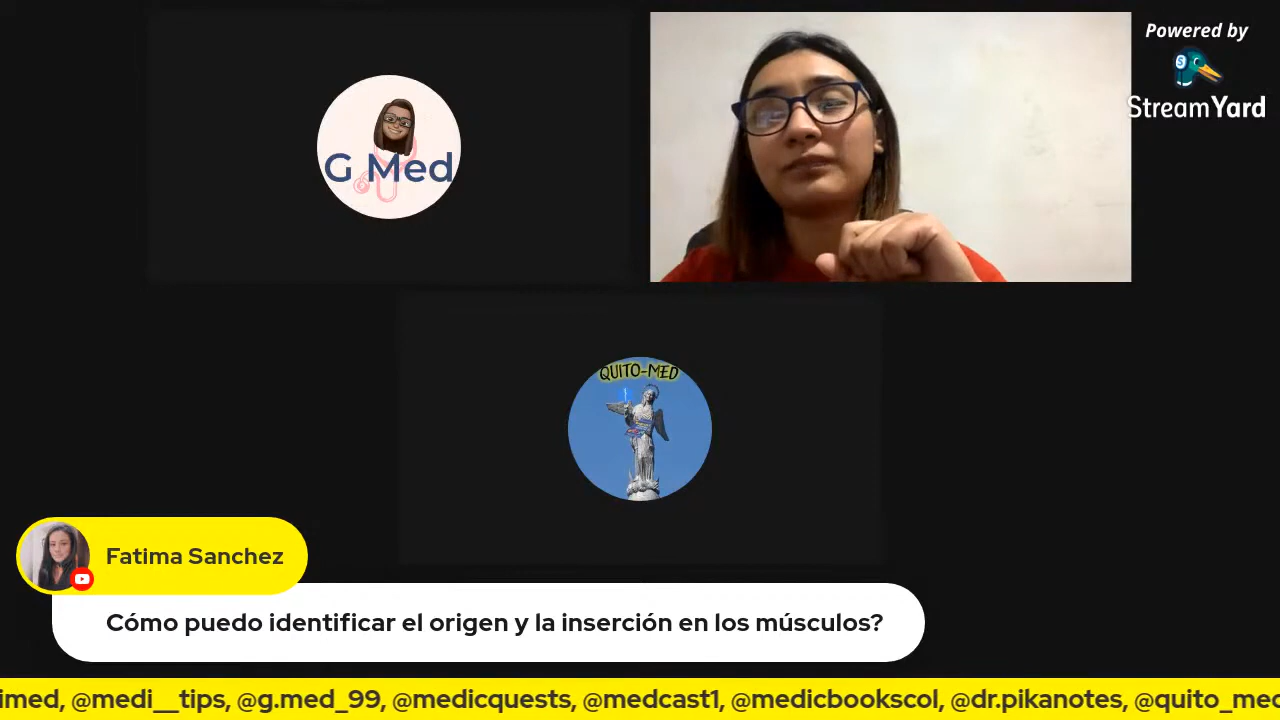 Powered by
StreamYard
G Med
QUITO-MED
Fatima Sanchez
Cómo puedo identificar el origen y la inserción en los músculos?
imed, @medi__tips, @g.med_99, @medicquests, @medcast1, @medicbookscol, @dr.pikanotes, @quito_med